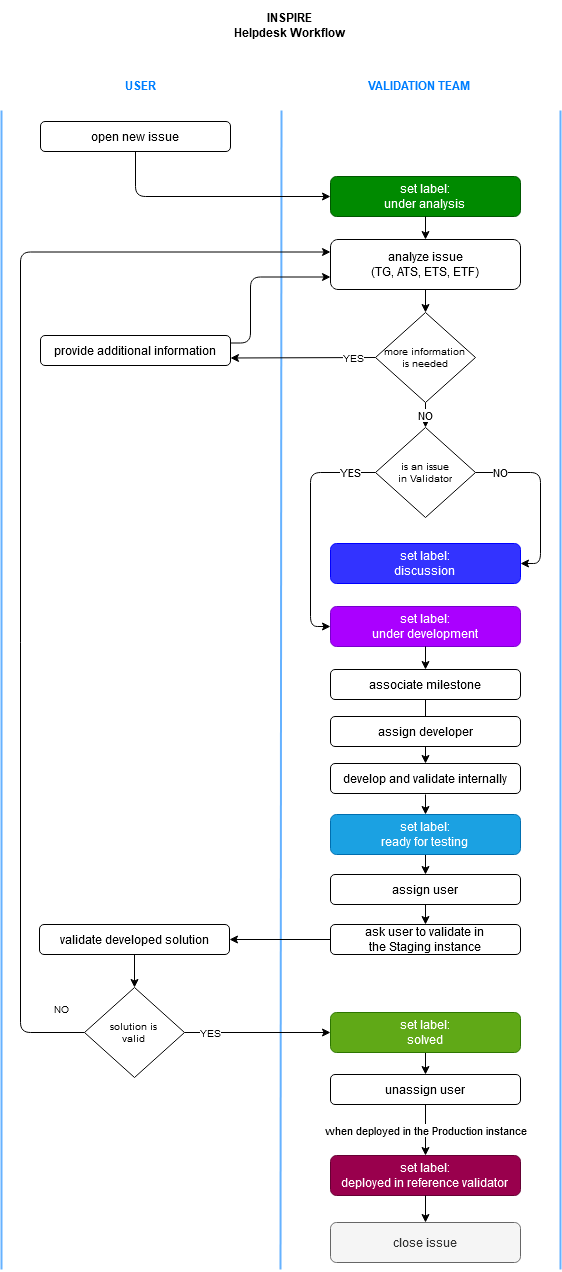 INSPIRE
Helpdesk Workflow
USER
VALIDATION TEAM
open new issue
set label:
under analysis
analyze issue
(TG, ATS, ETS, ETF)
provide additional information
YES
more information
is needed
NO
is an issue
in Validator
YES
NO
set label:
discussion
set label:
under development
associate milestone
assign developer
develop and validate internally
set label:
ready for testing
assign user
ask user to validate in
the Staging instance
validate developed solution
NO
solution is
valid
YES
set label:
solved
unassign user
when deployed in the Production instance
set label:
deployed in reference validator
close issue